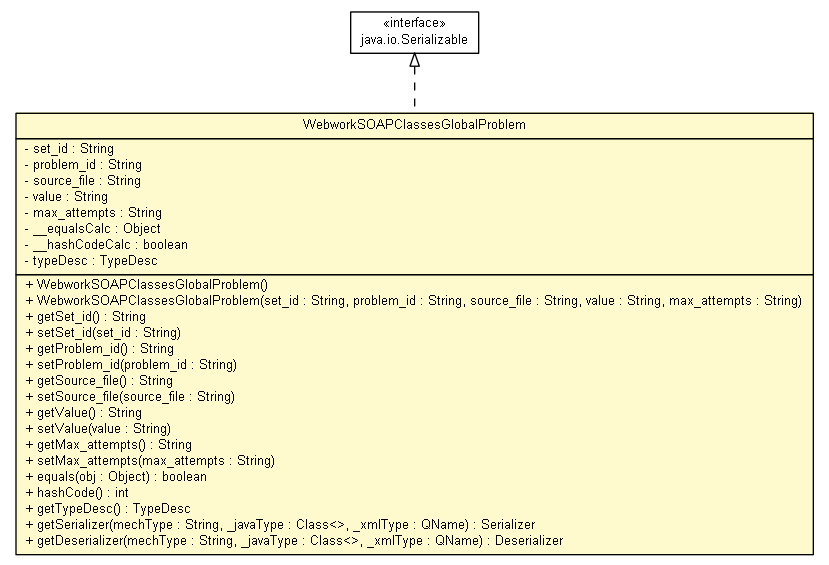 «interface»
java.io.Serializable
WebworkSOAPClassesGlobalProblem
- set_id : String
- problem_id : String
- source_file : String
- value : String
- max_attempts : String
- __equalsCalc : Object
- __hashCodeCalc : boolean
- typeDesc : TypeDesc
+ WebworkSOAPClassesGlobalProblem()
+ WebworkSOAPClassesGlobalProblem(set_id : String, problem_id : String, source_file : String, value : String, max_attempts : String)
+ getSet_id() : String
+ setSet_id(set_id : String)
+ getProblem_id() : String
+ setProblem_id(problem_id : String)
+ getSource_file() : String
+ setSource_file(source_file : String)
+ getValue() : String
+ setValue(value : String)
+ getMax_attempts() : String
+ setMax_attempts(max_attempts : String)
+ equals(obj : Object) : boolean
+ hashCode() : int
+ getTypeDesc() : TypeDesc
+ getSerializer(mechType : String, _javaType : Class<>, _xmlType : QName) : Serializer
+ getDeserializer(mechType : String, _javaType : Class<>, _xmlType : QName) : Deserializer